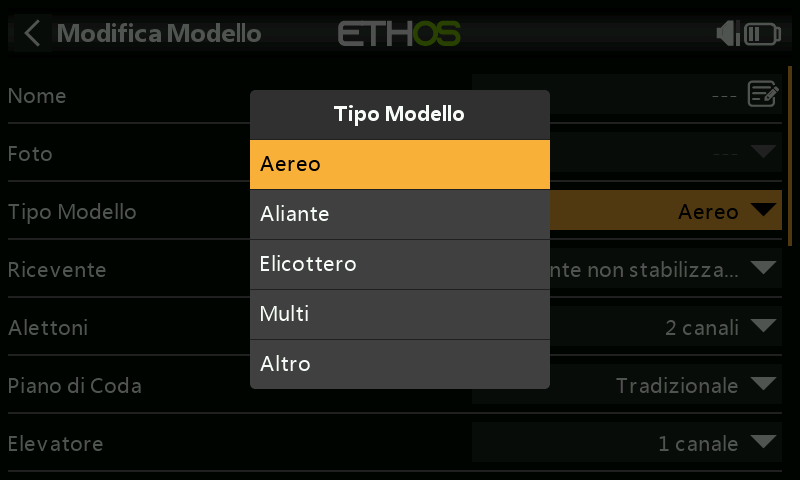 Modifica Modello
ETHOS
Nome ---
Foto ---
Tipo Modello Aereo
Ricevente nte non stabilizza...
Alettoni 2 canali
Piano di Coda Tradizionale
Elevatore 1 canale
Tipo Modello
Aereo
Aliante
Elicottero
Multi
Altro